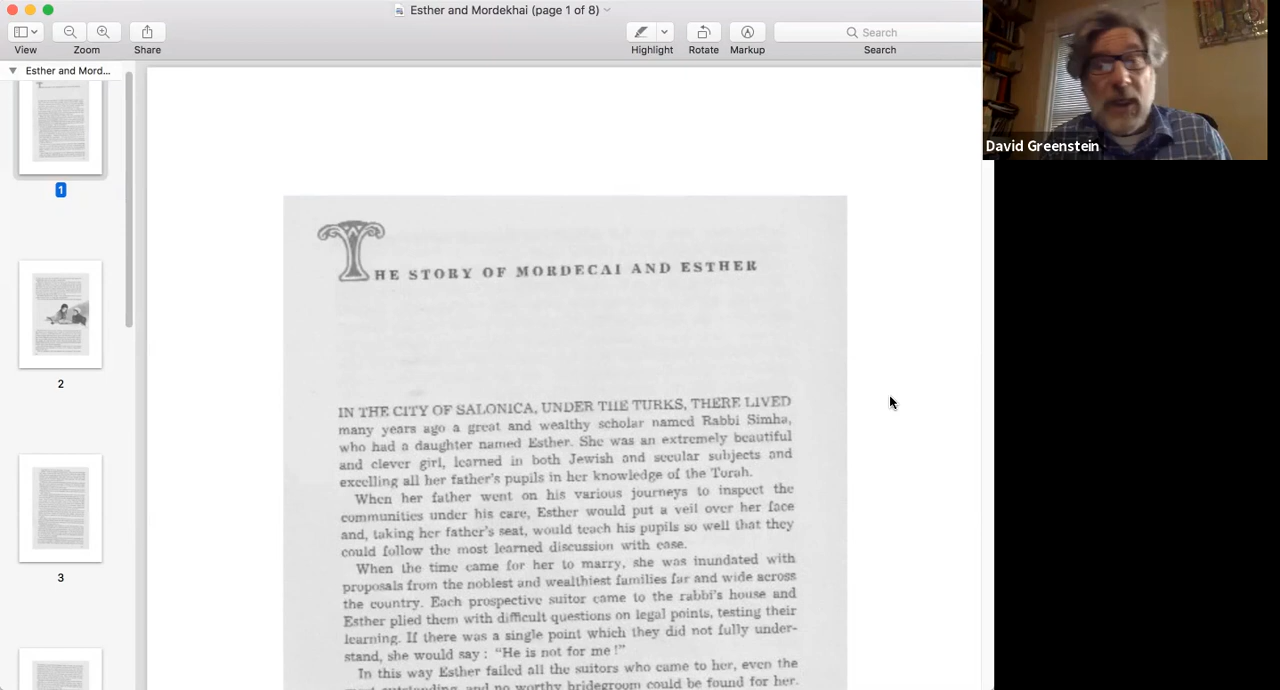 Esther and Mordekhai (page 1 of 8)
View
Zoom
Share
Highlight
Rotate
Markup
Search
Search
Esther and Mord...
1
2
3
David Greenstein
THE STORY OF MORDECAI AND ESTHER
IN THE CITY OF SALONICA, UNDER THE TURKS, THERE LIVED
many years ago a great and wealthy scholar named Rabbi Simha,
who had a daughter named Esther. She was an extremely beautiful
and clever girl, learned in both Jewish and secular subjects and
excelling all her father's pupils in her knowledge of the Torah.
When her father went on his various journeys to inspect the
communities under his care, Esther would put a veil over her face
and, taking her father's seat, would teach his pupils so well that they
could follow the most learned discussion with ease.
When the time came for her to marry, she was inundated with
proposals from the noblest and wealthiest families far and wide across
the country. Each prospective suitor came to the rabbi's house and
Esther plied them with difficult questions on legal points, testing their
learning. If there was a single point which they did not fully under-
stand, she would say: "He is not for me!"
In this way Esther failed all the suitors who came to her, even the
most outstanding, and no worthy bridegroom could be found for her.